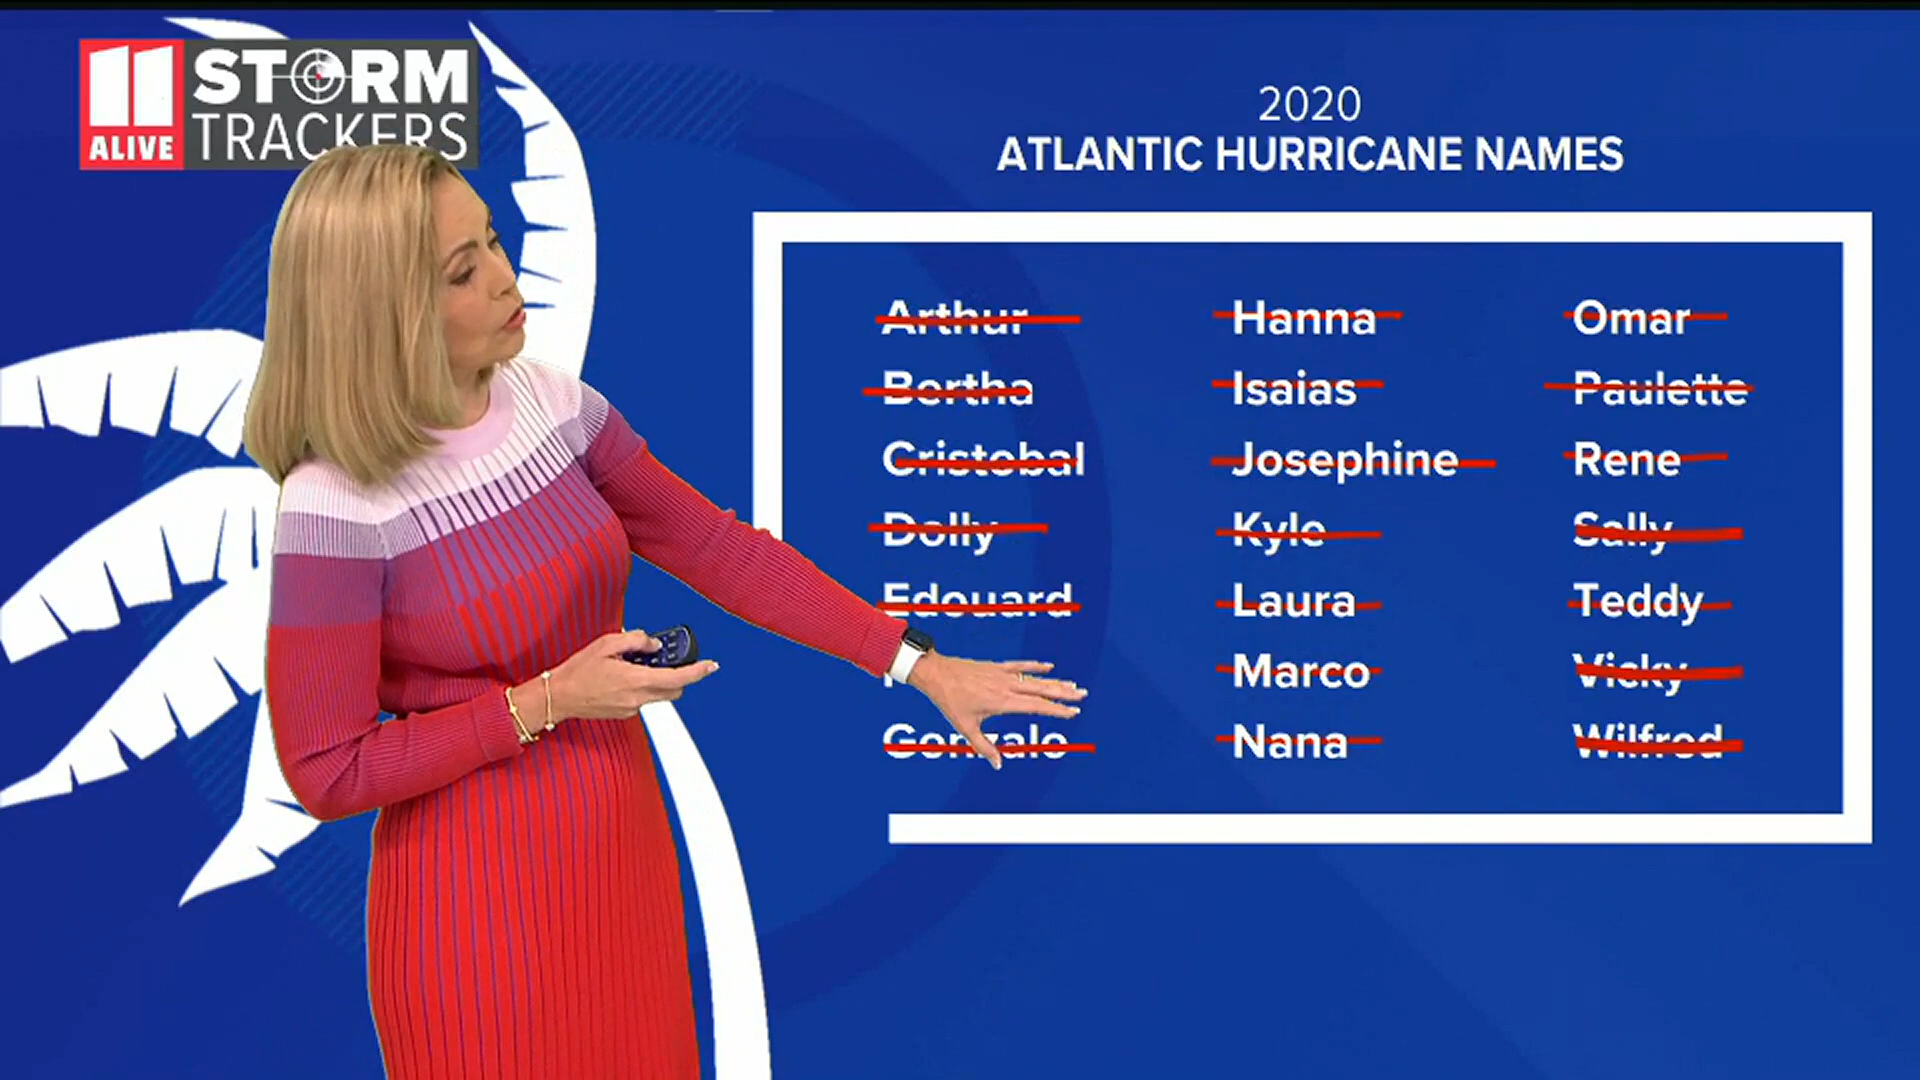 11
ALIVE
STORM
TRACKERS
2020
ATLANTIC HURRICANE NAMES
Arthur
Bertha
Cristobal
Dolly
Edouard
Gonzalo
Hanna
Isaias
Josephine
Kyle
Laura
Marco
Nana
Omar
Paulette
Rene
Sally
Teddy
Vicky
Wilfred